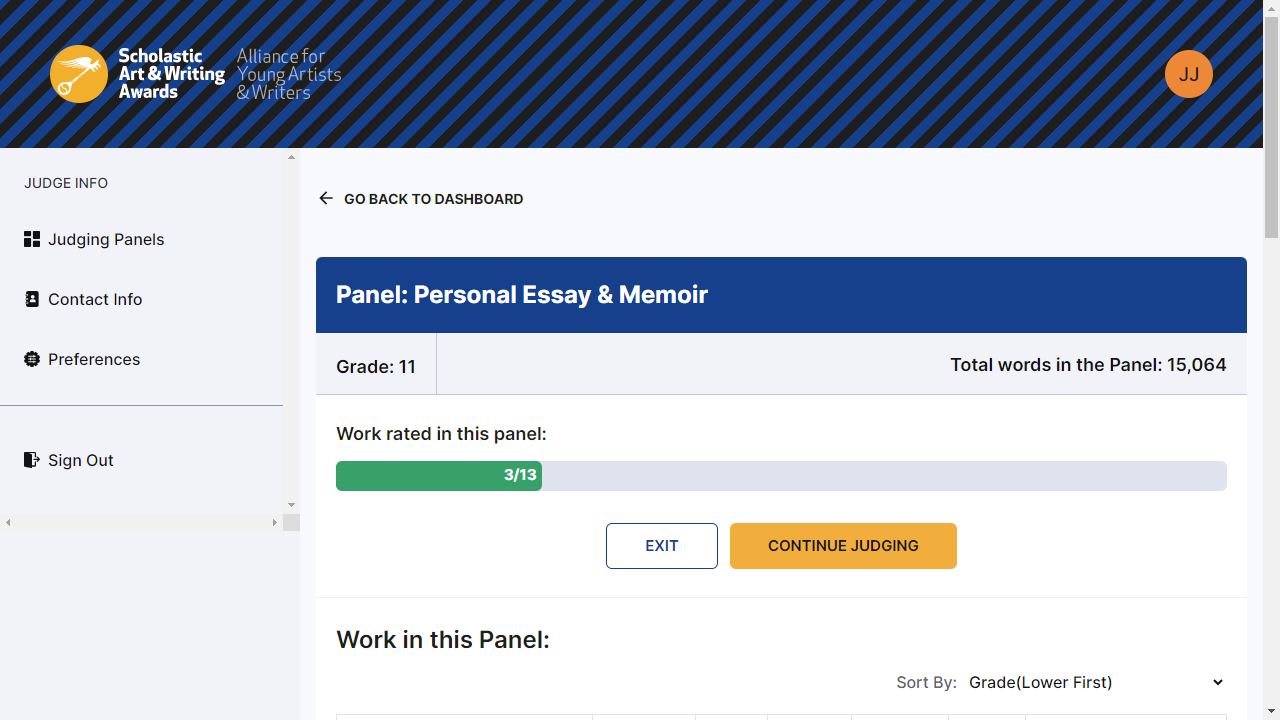 Scholastic
Art & Writing
Awards
Alliance for
Young Artists
& Writers
JJ
JUDGE INFO
Judging Panels
Contact Info
Preferences
Sign Out
GO BACK TO DASHBOARD
Panel: Personal Essay & Memoir
Grade: 11
Total words in the Panel: 15,064
Work rated in this panel:
3/13
EXIT
CONTINUE JUDGING
Work in this Panel:
Sort By: Grade(Lower First)